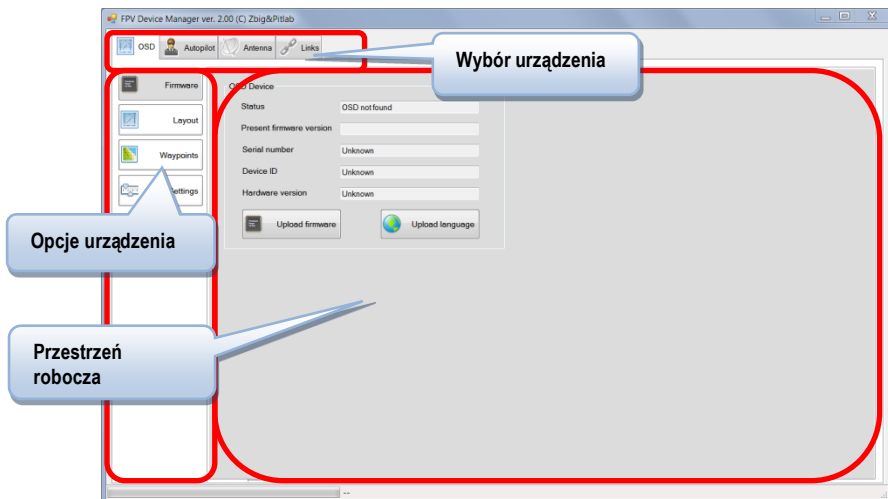 FPV Device Manager ver. 2.00 (C) Zbig&Pitlab
OSD Autopilot Antenna Links
Wybór urządzenia
Firmware
Layout
Waypoints
Settings
OSD Device
Status OSD not found
Present firmware version
Serial number Unknown
Device ID Unknown
Hardware version Unknown
Upload firmware Upload language
Opcje urządzenia
Przestrzeń
robocza
--